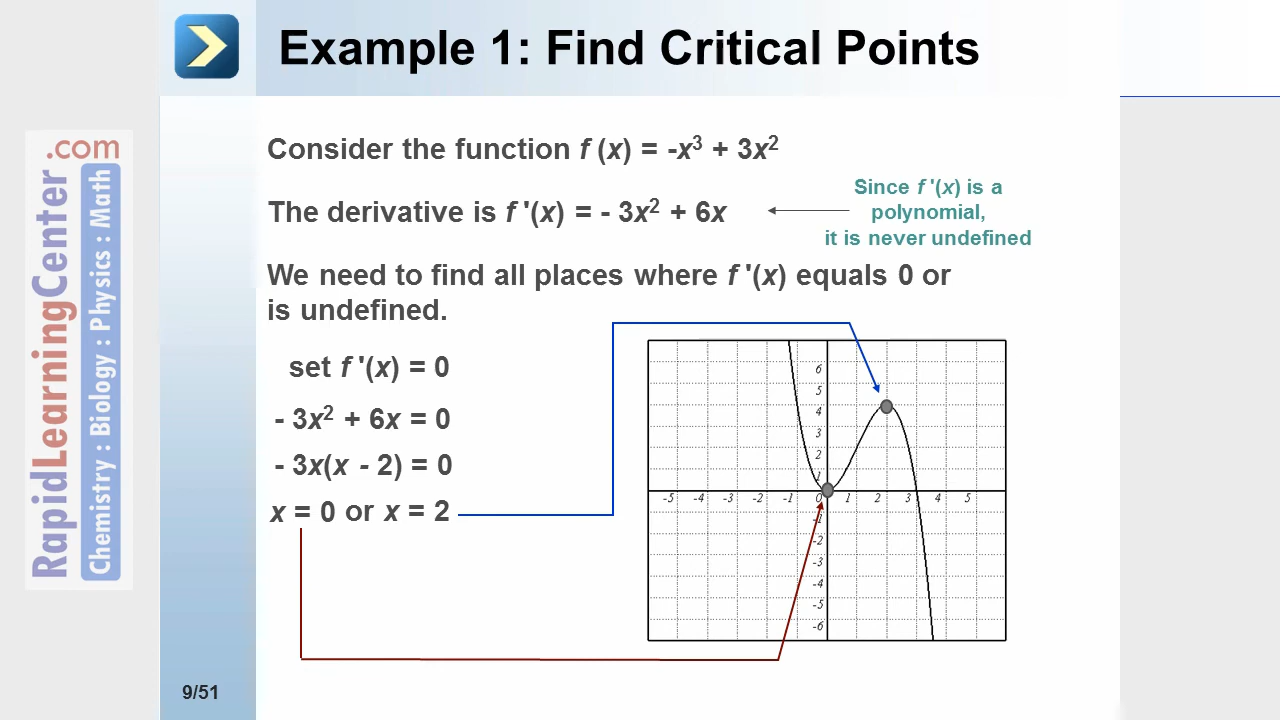 Example 1: Find Critical Points
Consider the function f (x) = -x³ + 3x²
The derivative is f '(x) = - 3x² + 6x
Since f '(x) is a
polynomial,
it is never undefined
We need to find all places where f '(x) equals 0 or
is undefined.
set f '(x) = 0
- 3x² + 6x = 0
- 3x(x - 2) = 0
x = 0 or x = 2
6
5
4
3
2
1
-5 -4 -3 -2 -1 0 1 2 3 4 5
-1
-2
-3
-4
-5
-6
9/51
RapidLearningCenter.com
Chemistry : Biology : Physics : Math